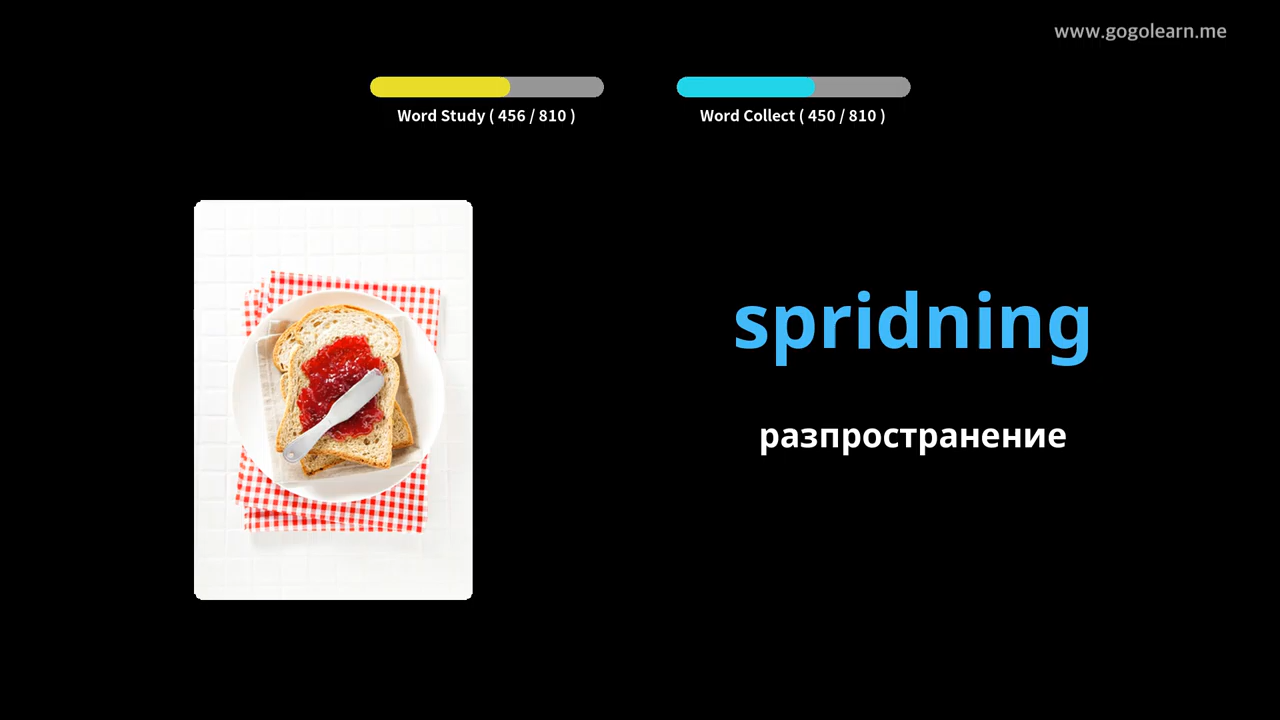 www.gogolearn.me
Word Study ( 456 / 810 )
Word Collect ( 450 / 810 )
spridning
разпространение